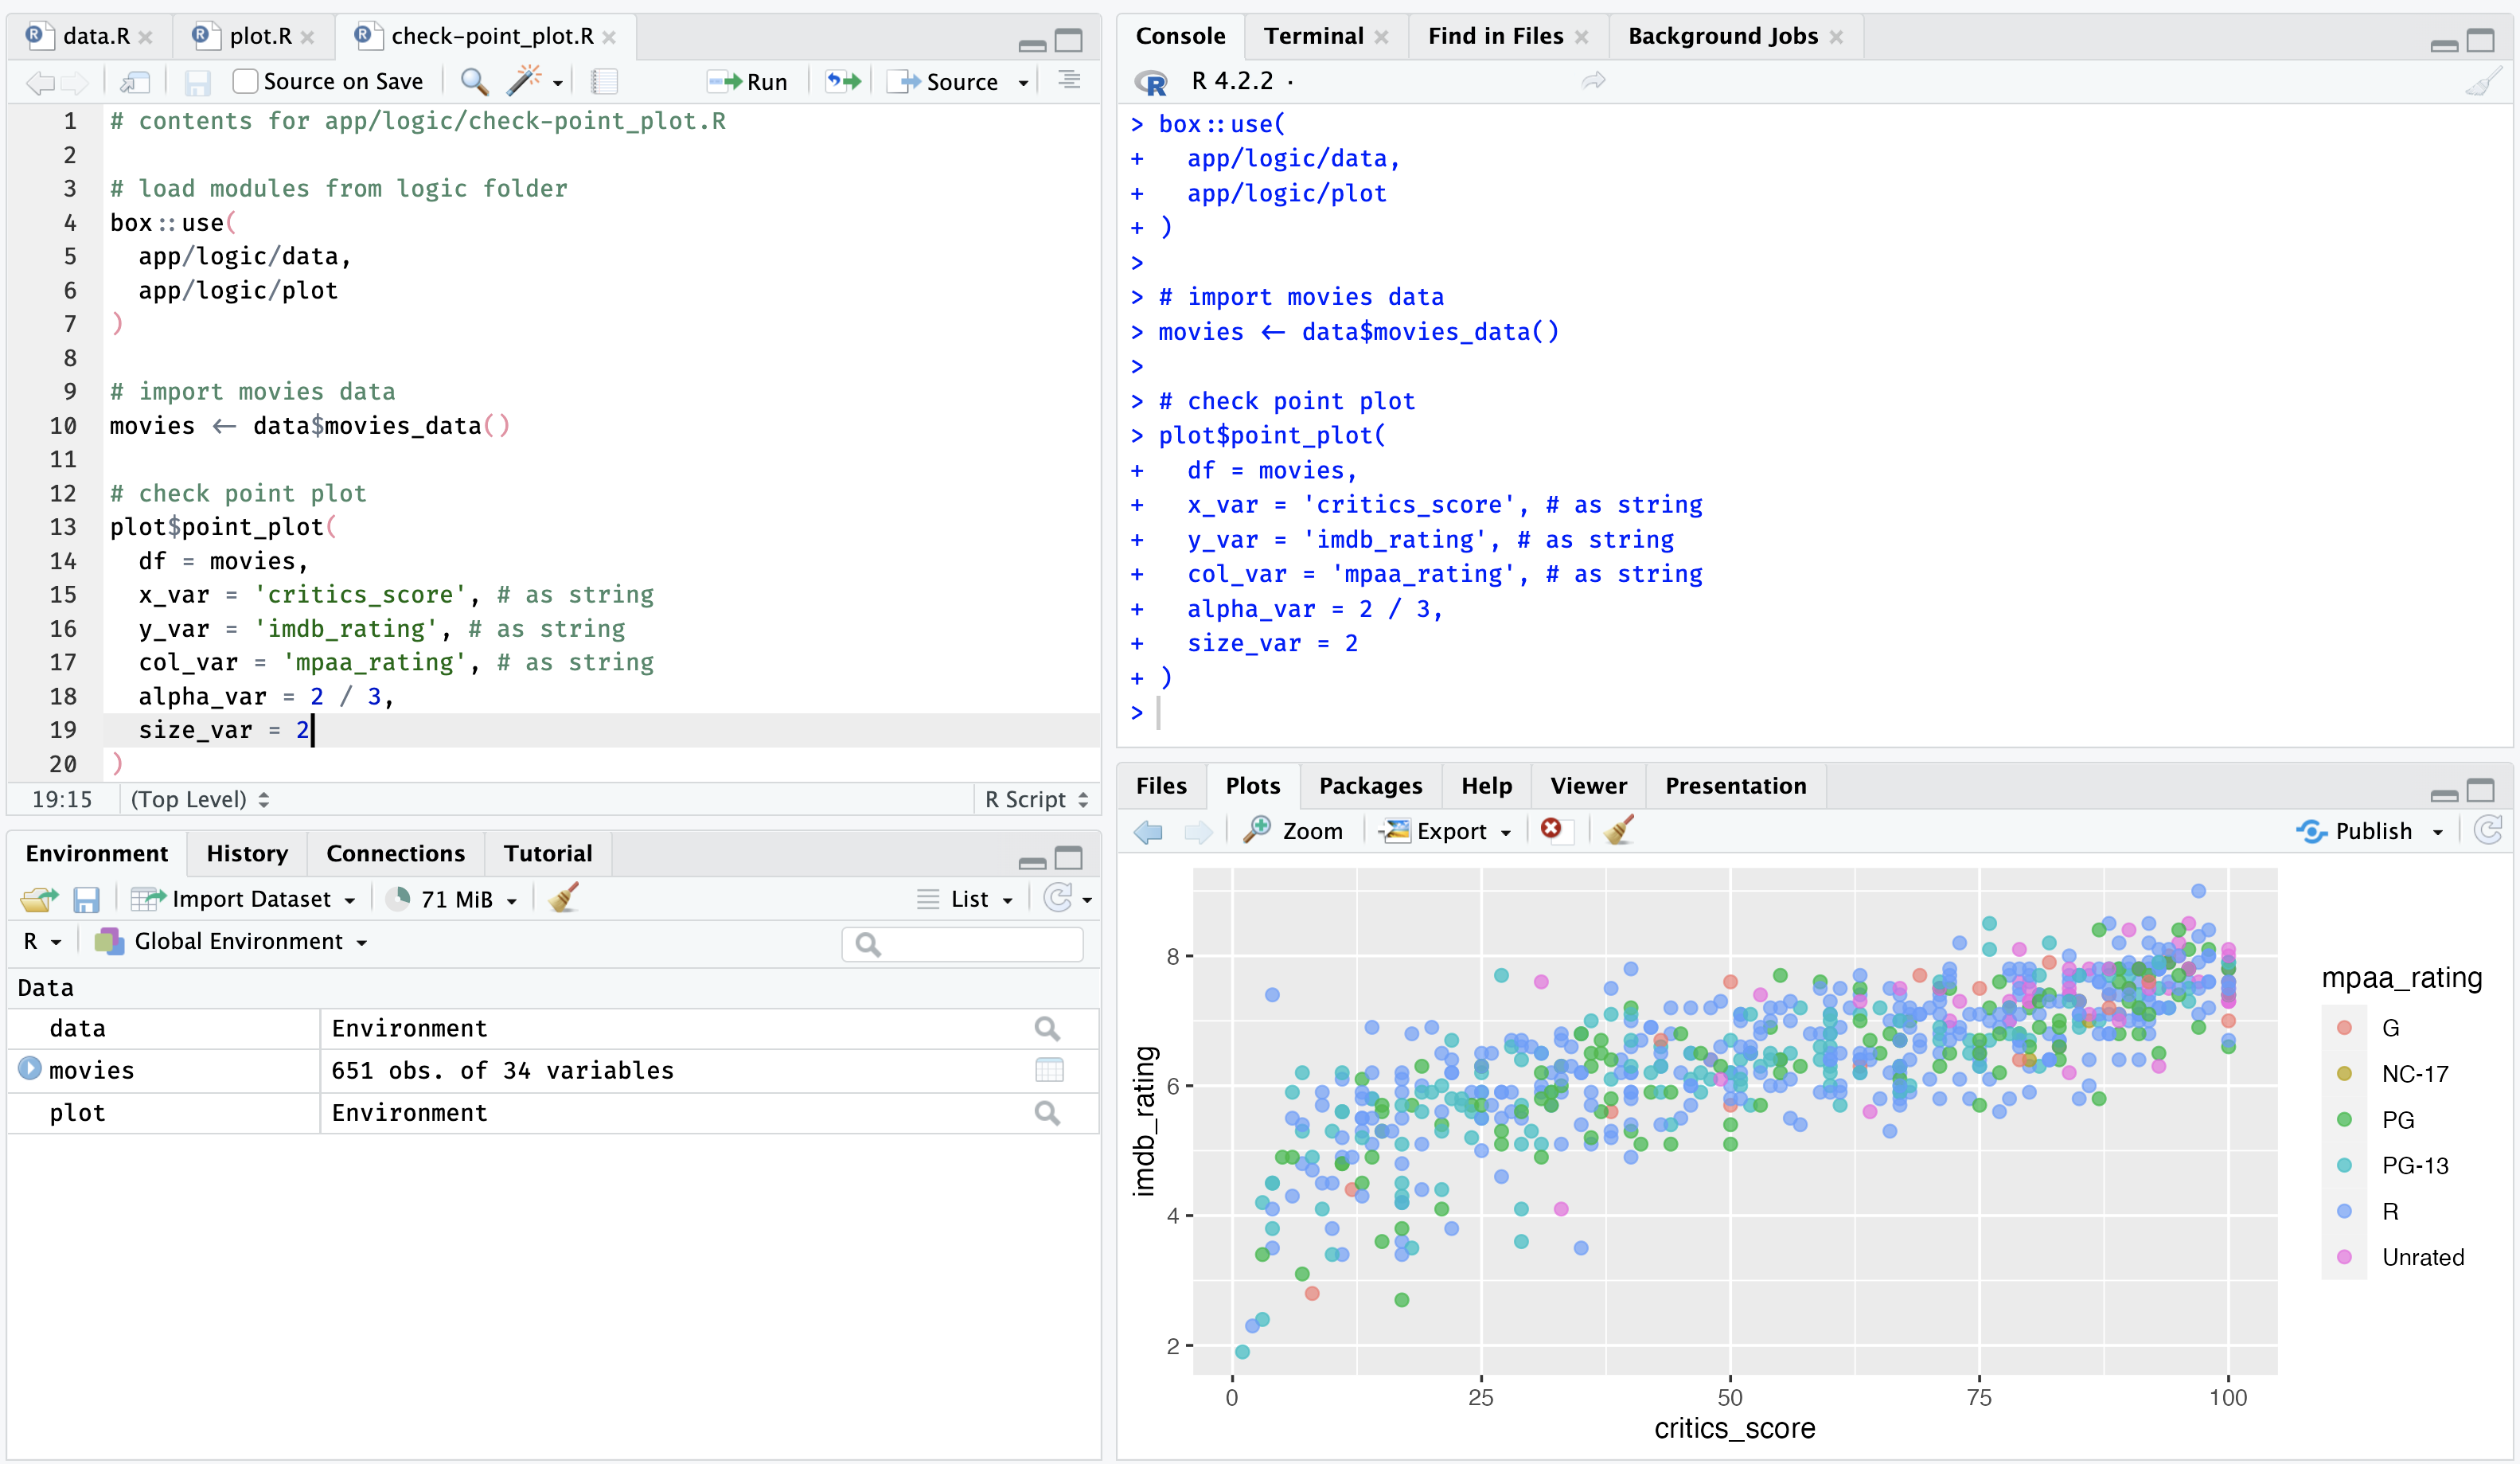 data.R
plot.R
check-point_plot.R
Source on Save
Run
Source
1 # contents for app/logic/check-point_plot.R
2
3 # load modules from logic folder
4 box::use(
5 app/logic/data,
6 app/logic/plot
7 )
8
9 # import movies data
10 movies <- data$movies_data()
11
12 # check point plot
13 plot$point_plot(
14 df = movies,
15 x_var = 'critics_score', # as string
16 y_var = 'imdb_rating', # as string
17 col_var = 'mpaa_rating', # as string
18 alpha_var = 2 / 3,
19 size_var = 2
20 )
19:15 (Top Level) R Script
Environment History Connections Tutorial
Import Dataset 71 MiB List
R Global Environment
Data
data Environment
movies 651 obs. of 34 variables
plot Environment
Console Terminal Find in Files Background Jobs
R 4.2.2 ·
> box::use(
+ app/logic/data,
+ app/logic/plot
+ )
>
> # import movies data
> movies <- data$movies_data()
>
> # check point plot
> plot$point_plot(
+ df = movies,
+ x_var = 'critics_score', # as string
+ y_var = 'imdb_rating', # as string
+ col_var = 'mpaa_rating', # as string
+ alpha_var = 2 / 3,
+ size_var = 2
+ )
>
Files Plots Packages Help Viewer Presentation
Zoom Export Publish
imdb_rating
8
6
4
2
0 25 50 75 100
critics_score
mpaa_rating
G
NC-17
PG
PG-13
R
Unrated